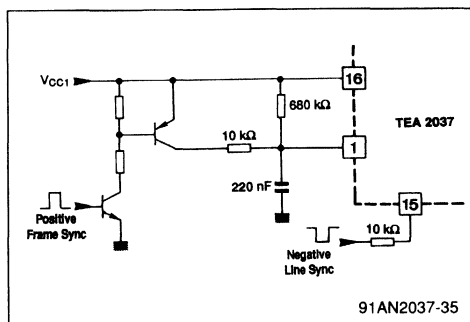 VCC1
16
680 kΩ
TEA 2037
10 kΩ
1
220 nF
15
Positive
Frame Sync
10 kΩ
Negative
Line Sync
91AN2037-35